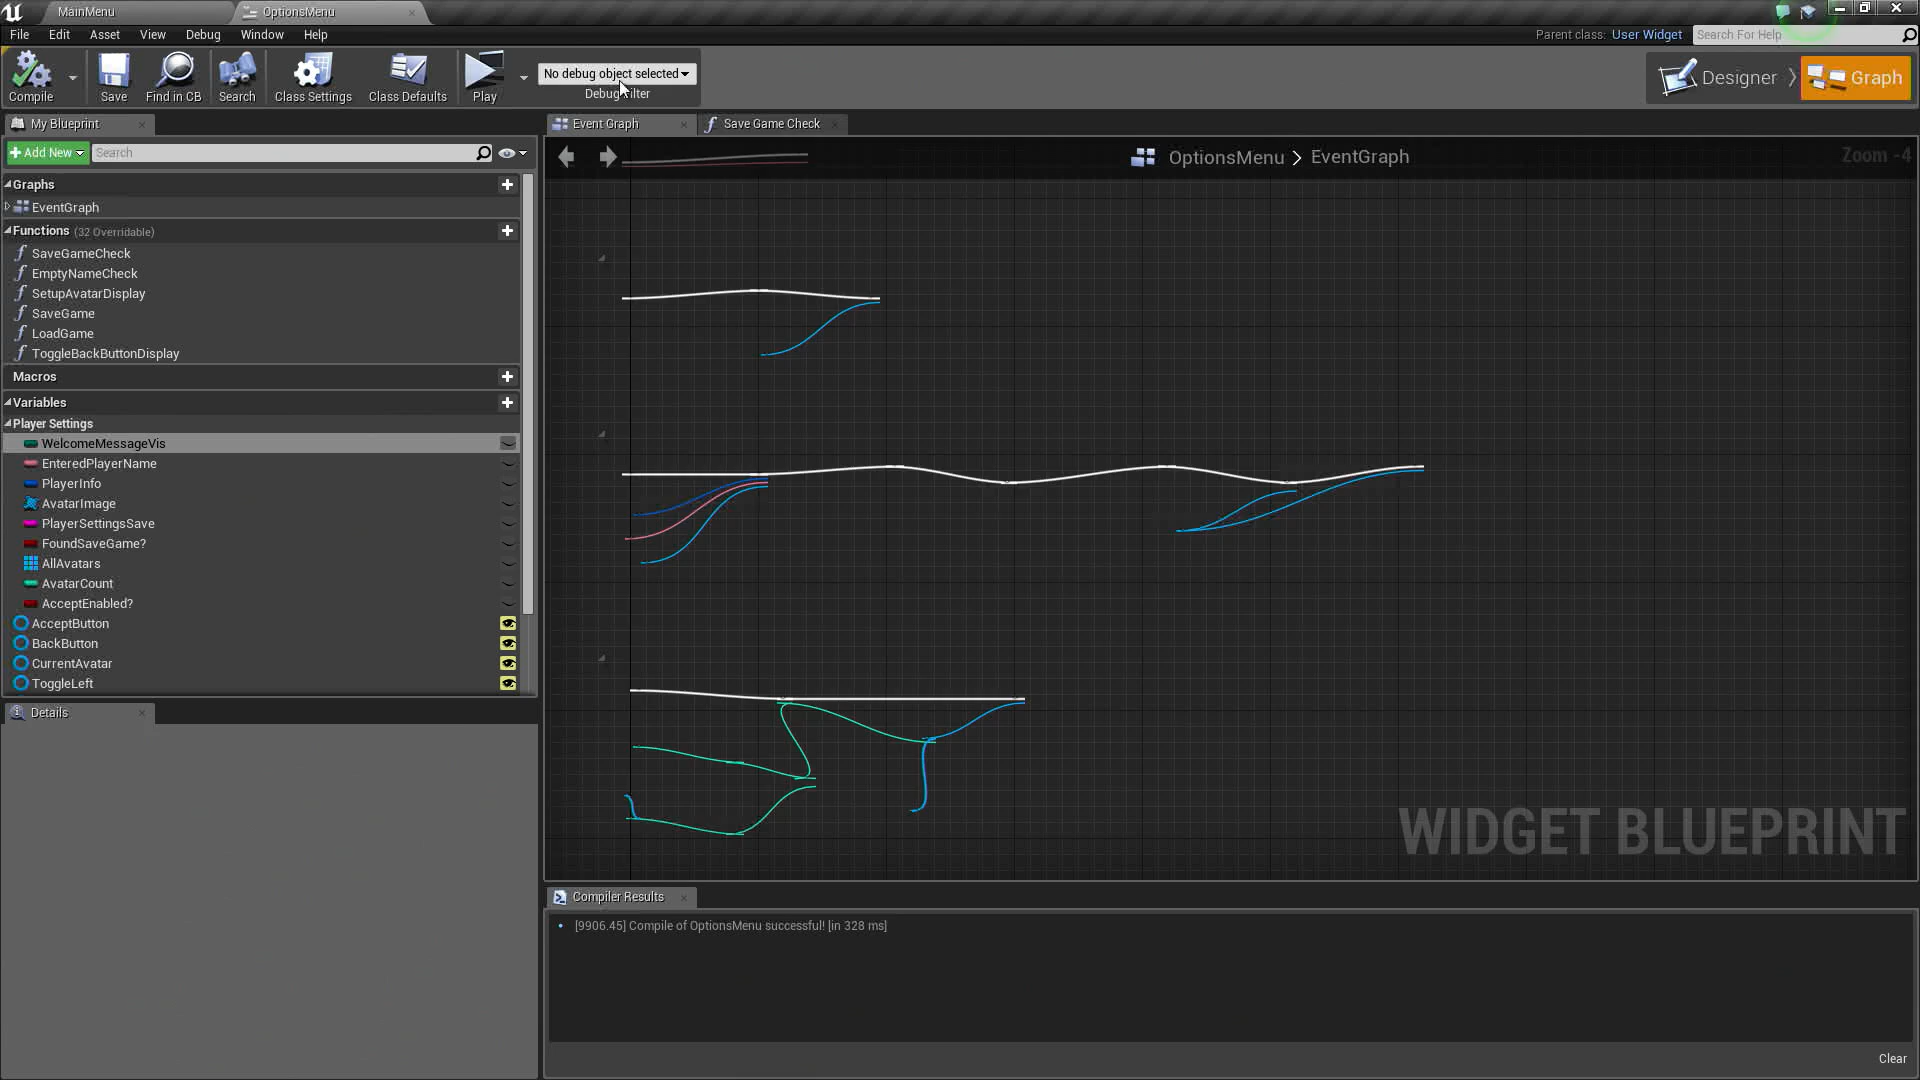 MainMenu
OptionsMenu
File Edit Asset View Debug Window Help
Parent class: User Widget
Search For Help
Compile
Save
Find in CB
Search
Class Settings
Class Defaults
Play
No debug object selected
Debug Filter
Designer
Graph
My Blueprint
Add New
Search
Graphs
EventGraph
Functions (32 Overridable)
SaveGameCheck
EmptyNameCheck
SetupAvatarDisplay
SaveGame
LoadGame
ToggleBackButtonDisplay
Macros
Variables
Player Settings
WelcomeMessageVis
EnteredPlayerName
PlayerInfo
AvatarImage
PlayerSettingsSave
FoundSaveGame?
AllAvatars
AvatarCount
AcceptEnabled?
AcceptButton
BackButton
CurrentAvatar
ToggleLeft
Details
Event Graph
Save Game Check
OptionsMenu > EventGraph
Zoom -4
WIDGET BLUEPRINT
Compiler Results
[9906.45] Compile of OptionsMenu successful! [in 328 ms]
Clear